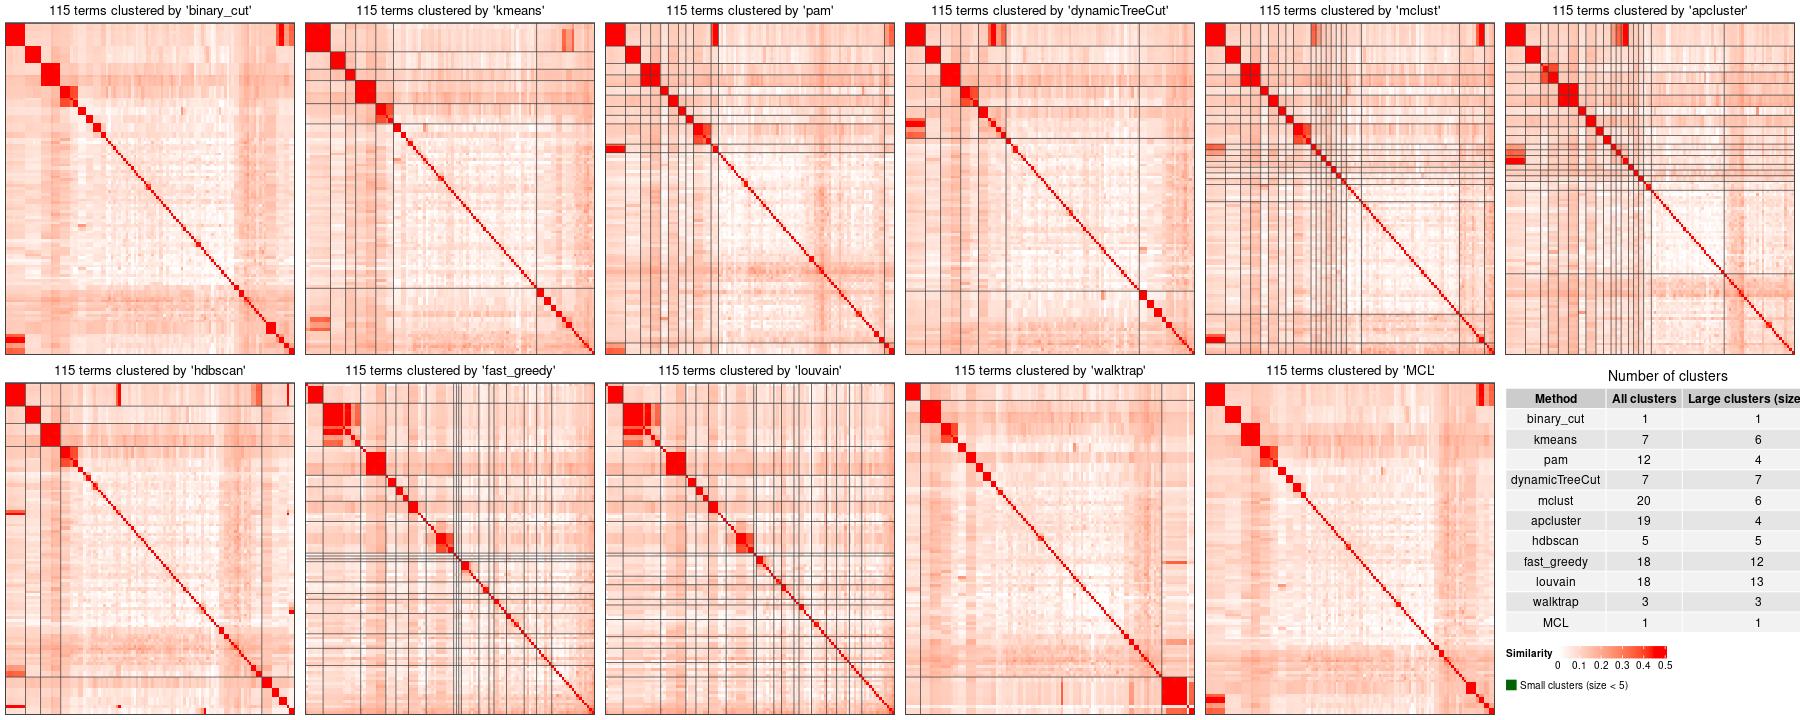 115 terms clustered by 'binary_cut'
115 terms clustered by 'kmeans'
115 terms clustered by 'pam'
115 terms clustered by 'dynamicTreeCut'
115 terms clustered by 'mclust'
115 terms clustered by 'apcluster'
115 terms clustered by 'hdbscan'
115 terms clustered by 'fast_greedy'
115 terms clustered by 'louvain'
115 terms clustered by 'walktrap'
115 terms clustered by 'MCL'
Number of clusters
Method All clusters Large clusters (size
binary_cut 1 1
kmeans 7 6
pam 12 4
dynamicTreeCut 7 7
mclust 20 6
apcluster 19 4
hdbscan 5 5
fast_greedy 18 12
louvain 18 13
walktrap 3 3
MCL 1 1
Similarity
0 0.1 0.2 0.3 0.4 0.5
Small clusters (size < 5)